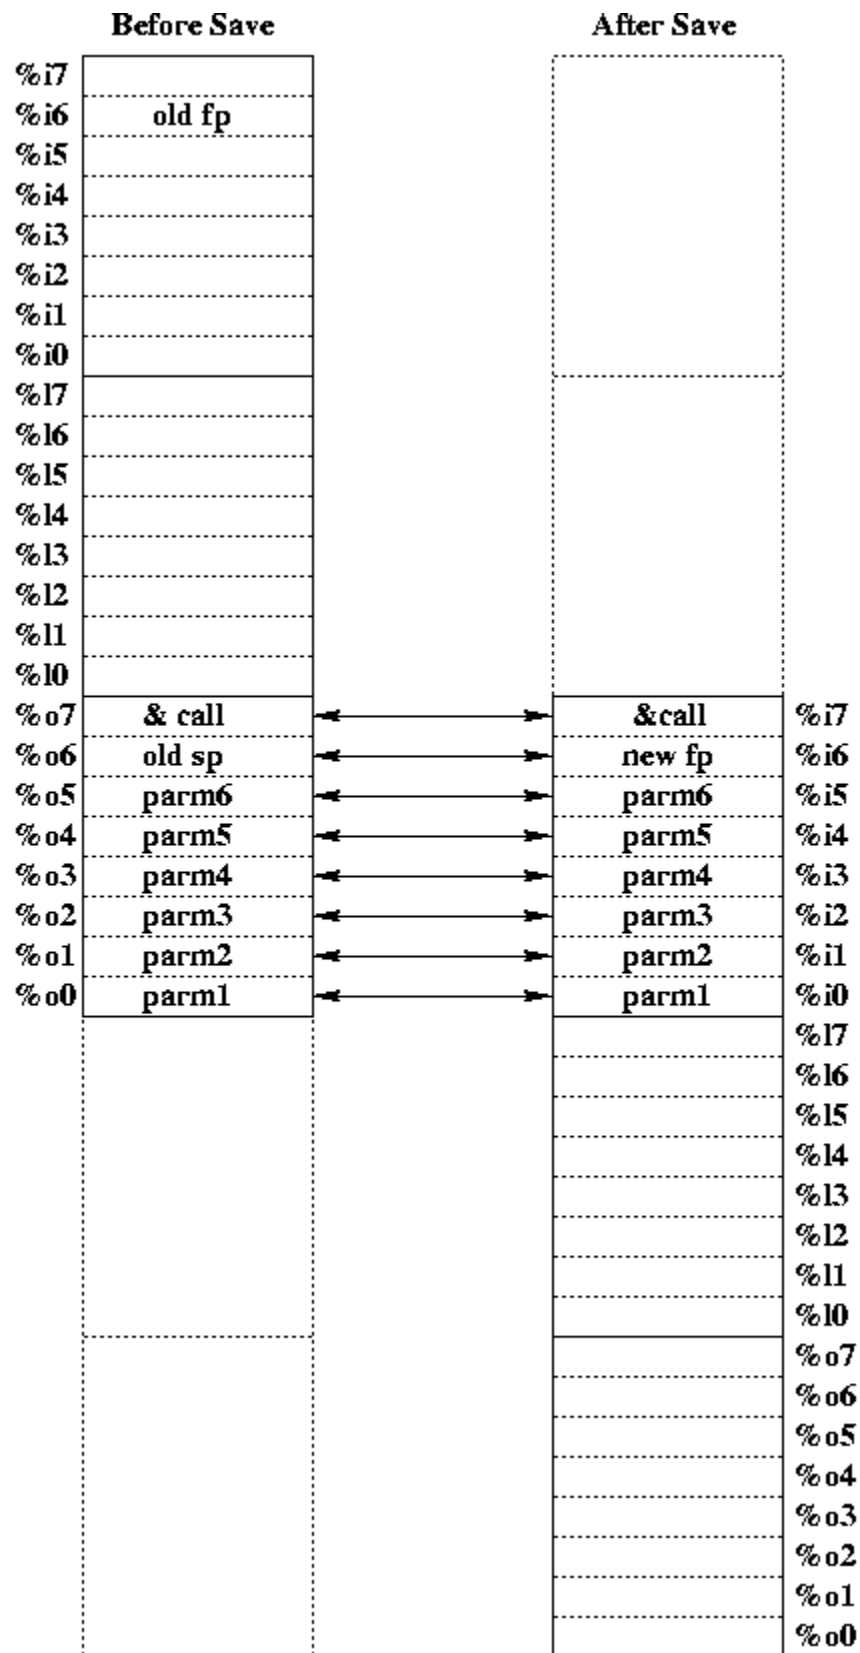 Before Save After Save
%i7
%i6 old fp
%i5
%i4
%i3
%i2
%i1
%i0
%l7
%l6
%l5
%l4
%l3
%l2
%l1
%l0
%o7 & call &call %i7
%o6 old sp new fp %i6
%o5 parm6 parm6 %i5
%o4 parm5 parm5 %i4
%o3 parm4 parm4 %i3
%o2 parm3 parm3 %i2
%o1 parm2 parm2 %i1
%o0 parm1 parm1 %i0
%l7
%l6
%l5
%l4
%l3
%l2
%l1
%l0
%o7
%o6
%o5
%o4
%o3
%o2
%o1
%o0